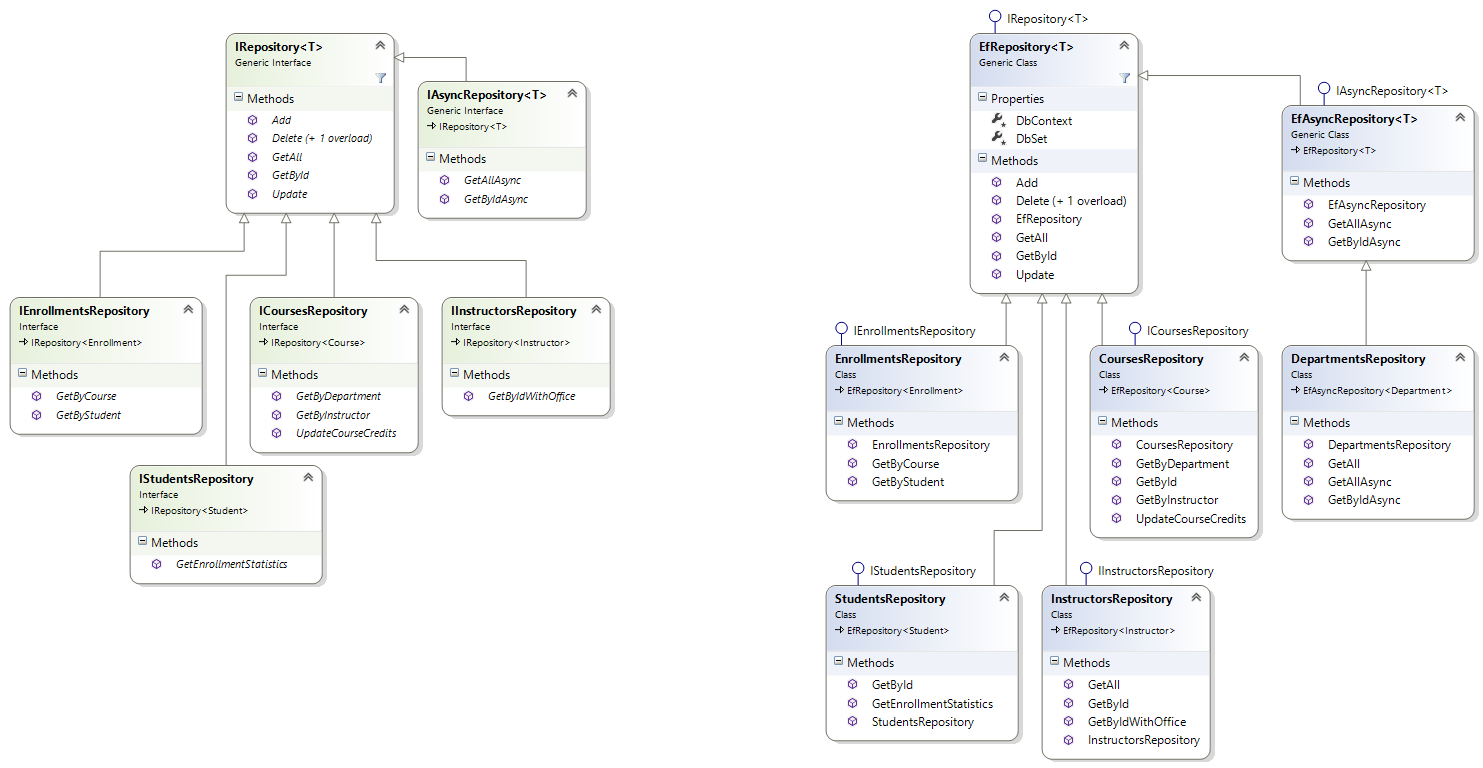 IRepository<T>
Generic Interface
Methods
Add
Delete (+ 1 overload)
GetAll
GetById
Update
IAsyncRepository<T>
Generic Interface
IRepository<T>
Methods
GetAllAsync
GetByIdAsync
IEnrollmentsRepository
Interface
IRepository<Enrollment>
Methods
GetByCourse
GetByStudent
ICoursesRepository
Interface
IRepository<Course>
Methods
GetByDepartment
GetByInstructor
UpdateCourseCredits
IInstructorsRepository
Interface
IRepository<Instructor>
Methods
GetByIdWithOffice
IStudentsRepository
Interface
IRepository<Student>
Methods
GetEnrollmentStatistics
IRepository<T>
EfRepository<T>
Generic Class
Properties
DbContext
DbSet
Methods
Add
Delete (+ 1 overload)
EfRepository
GetAll
GetById
Update
IAsyncRepository<T>
EfAsyncRepository<T>
Generic Class
EfRepository<T>
Methods
EfAsyncRepository
GetAllAsync
GetByIdAsync
IEnrollmentsRepository
EnrollmentsRepository
Class
EfRepository<Enrollment>
Methods
EnrollmentsRepository
GetByCourse
GetByStudent
ICoursesRepository
CoursesRepository
Class
EfRepository<Course>
Methods
CoursesRepository
GetByDepartment
GetById
GetByInstructor
UpdateCourseCredits
DepartmentsRepository
Class
EfAsyncRepository<Department>
Methods
DepartmentsRepository
GetAll
GetAllAsync
GetByIdAsync
IStudentsRepository
StudentsRepository
Class
EfRepository<Student>
Methods
GetById
GetEnrollmentStatistics
StudentsRepository
IInstructorsRepository
InstructorsRepository
Class
EfRepository<Instructor>
Methods
GetAll
GetById
GetByIdWithOffice
InstructorsRepository